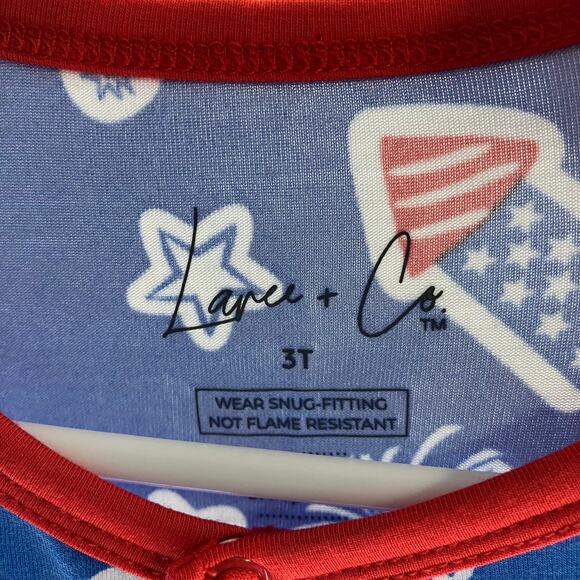 Laree + Co.™
3T
WEAR SNUG-FITTING
NOT FLAME RESISTANT